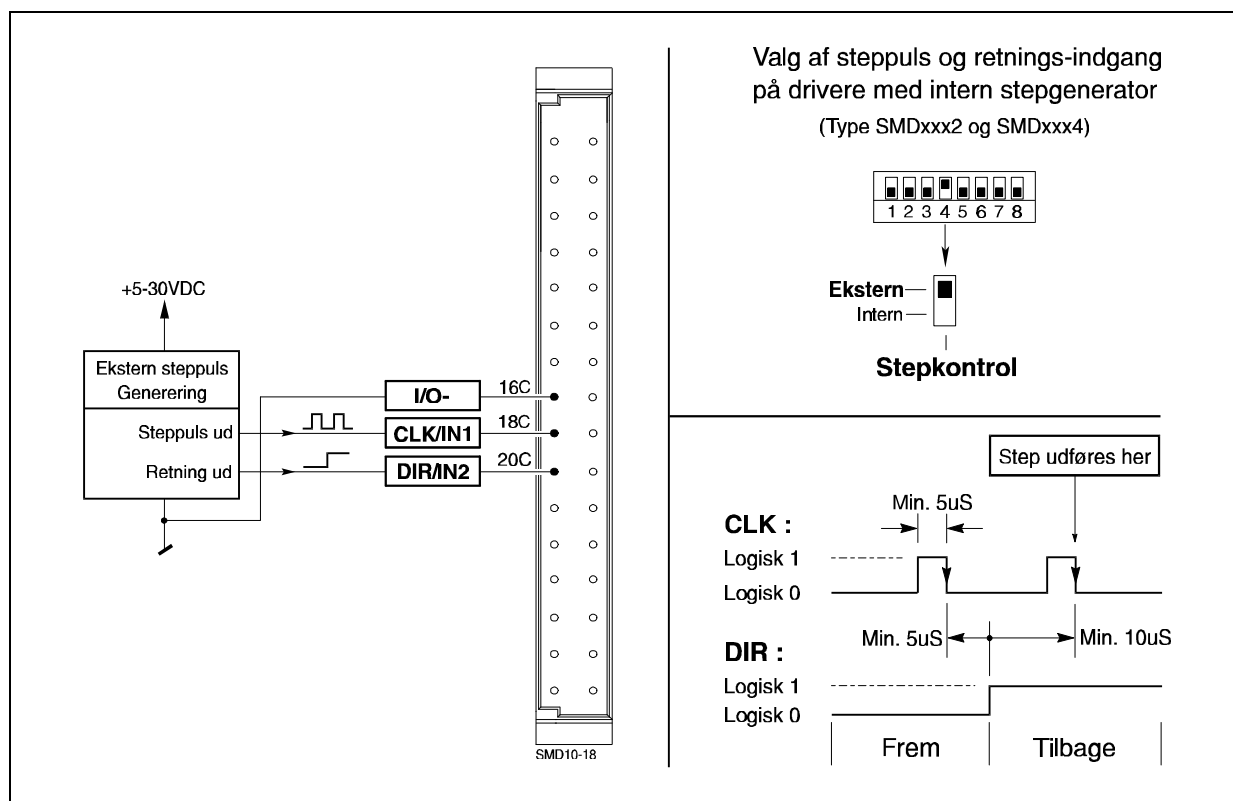 +5-30VDC
Ekstern steppuls
Generering
Steppuls ud
Retning ud
I/O-
16C
CLK/IN1
18C
DIR/IN2
20C
SMD10-18
Valg af steppuls og retnings-indgang
på drivere med intern stepgenerator
(Type SMDxxx2 og SMDxxx4)
1 2 3 4 5 6 7 8
Ekstern
Intern
Stepkontrol
Step udføres her
Min. 5uS
CLK :
Logisk 1
Logisk 0
Min. 5uS
Min. 10uS
DIR :
Logisk 1
Logisk 0
Frem
Tilbage